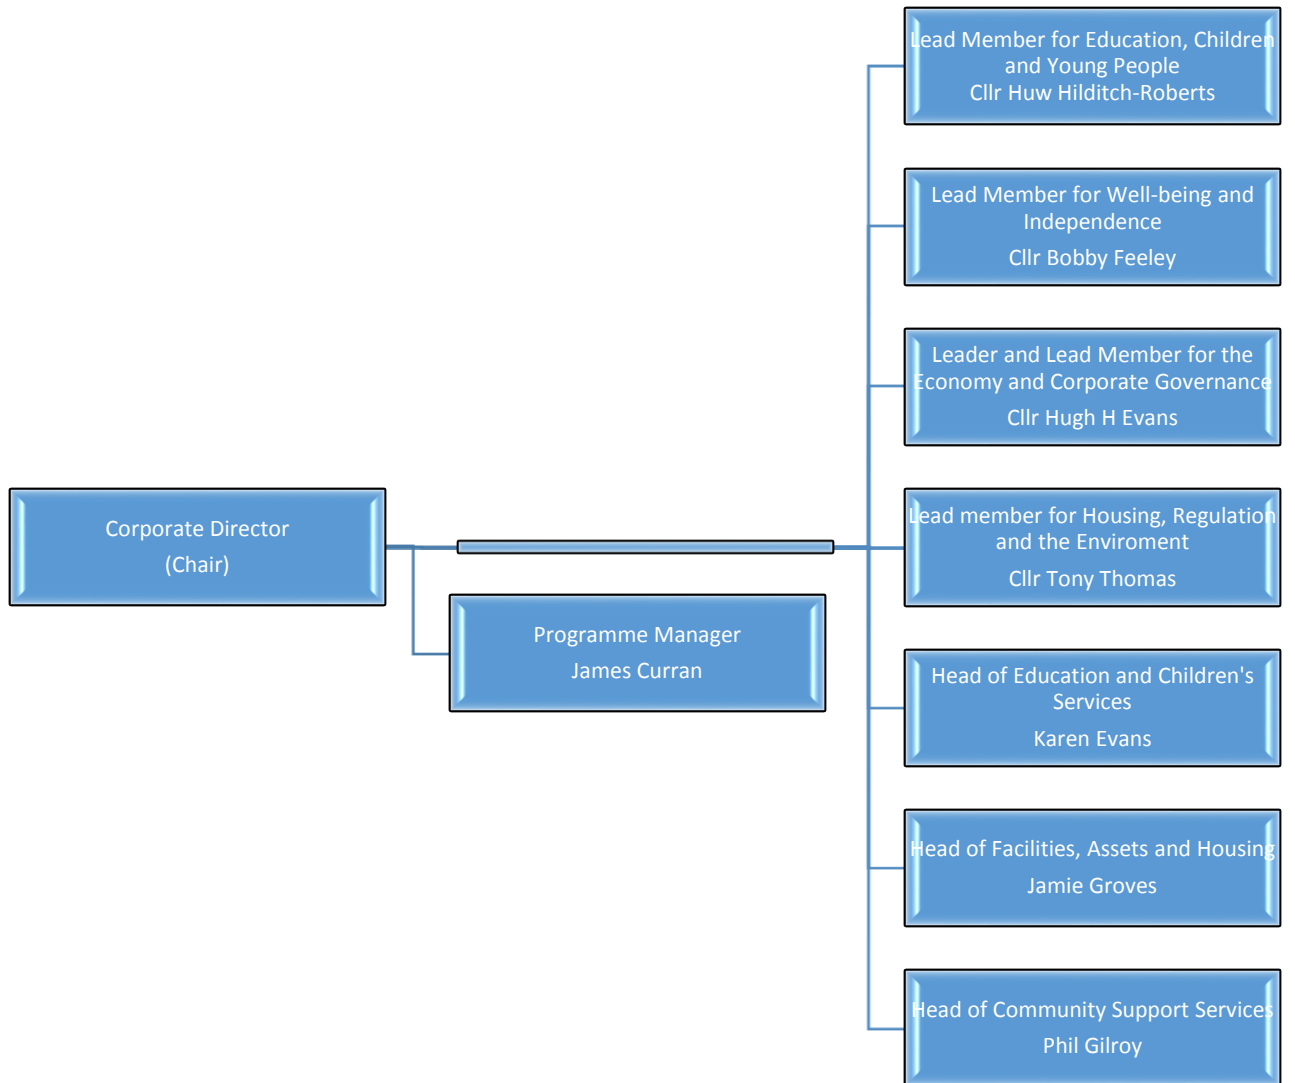 Corporate Director
(Chair)
Programme Manager
James Curran
Lead Member for Education, Children
and Young People
Cllr Huw Hilditch-Roberts
Lead Member for Well-being and
Independence
Cllr Bobby Feeley
Leader and Lead Member for the
Economy and Corporate Governance
Cllr Hugh H Evans
Lead member for Housing, Regulation
and the Enviroment
Cllr Tony Thomas
Head of Education and Children's
Services
Karen Evans
Head of Facilities, Assets and Housing
Jamie Groves
Head of Community Support Services
Phil Gilroy